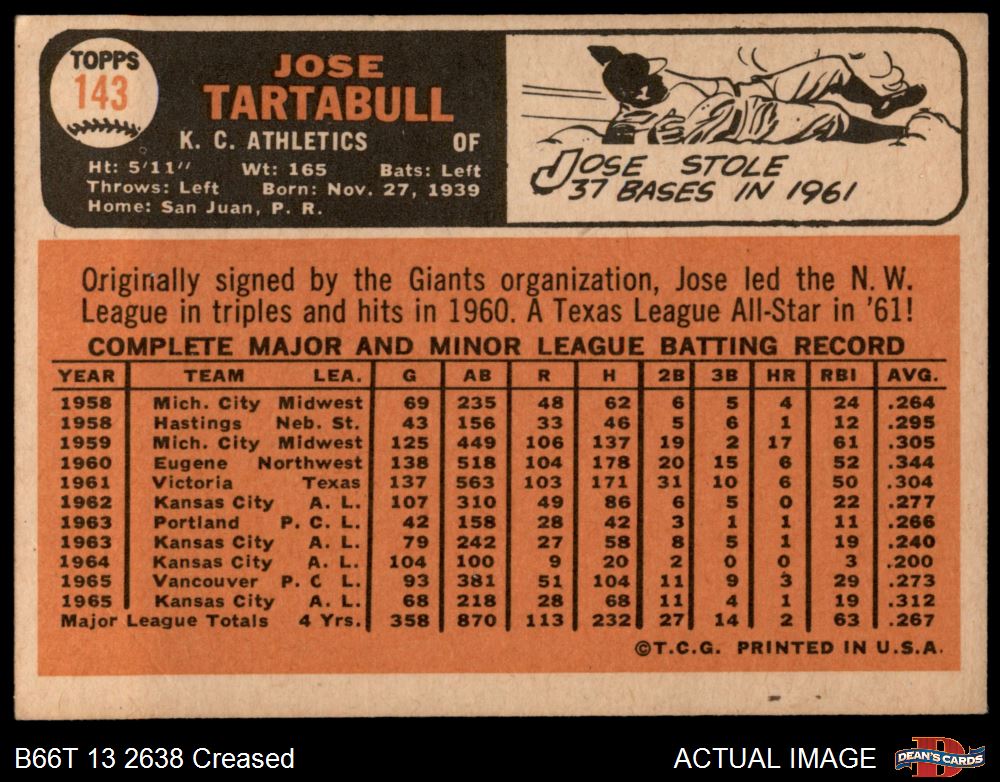 TOPPS
143
JOSE
TARTABULL
K. C. ATHLETICS OF
Ht: 5'11" Wt: 165 Bats: Left
Throws: Left Born: Nov. 27, 1939
Home: San Juan, P. R.
JOSE STOLE
37 BASES IN 1961
Originally signed by the Giants organization, Jose led the N. W.
League in triples and hits in 1960. A Texas League All-Star in '61!
COMPLETE MAJOR AND MINOR LEAGUE BATTING RECORD
YEAR TEAM LEA. G AB R H 2B 3B HR RBI AVG.
1958 Mich. City Midwest 69 235 48 62 6 5 4 24 .264
1958 Hastings Neb. St. 43 156 33 46 5 6 1 12 .295
1959 Mich. City Midwest 125 449 106 137 19 2 17 61 .305
1960 Eugene Northwest 138 518 104 178 20 15 6 52 .344
1961 Victoria Texas 137 563 103 171 31 10 6 50 .304
1962 Kansas City A. L. 107 310 49 86 6 5 0 22 .277
1963 Portland P. C. L. 42 158 28 42 3 1 1 11 .266
1963 Kansas City A. L. 79 242 27 58 8 5 1 19 .240
1964 Kansas City A. L. 104 100 9 20 2 0 0 3 .200
1965 Vancouver P. C L. 93 381 51 104 11 9 3 29 .273
1965 Kansas City A. L. 68 218 28 68 11 4 1 19 .312
Major League Totals 4 Yrs. 358 870 113 232 27 14 2 63 .267
©T.C.G. PRINTED IN U.S.A.
B66T 13 2638 Creased
ACTUAL IMAGE
D
DEAN'S CARDS